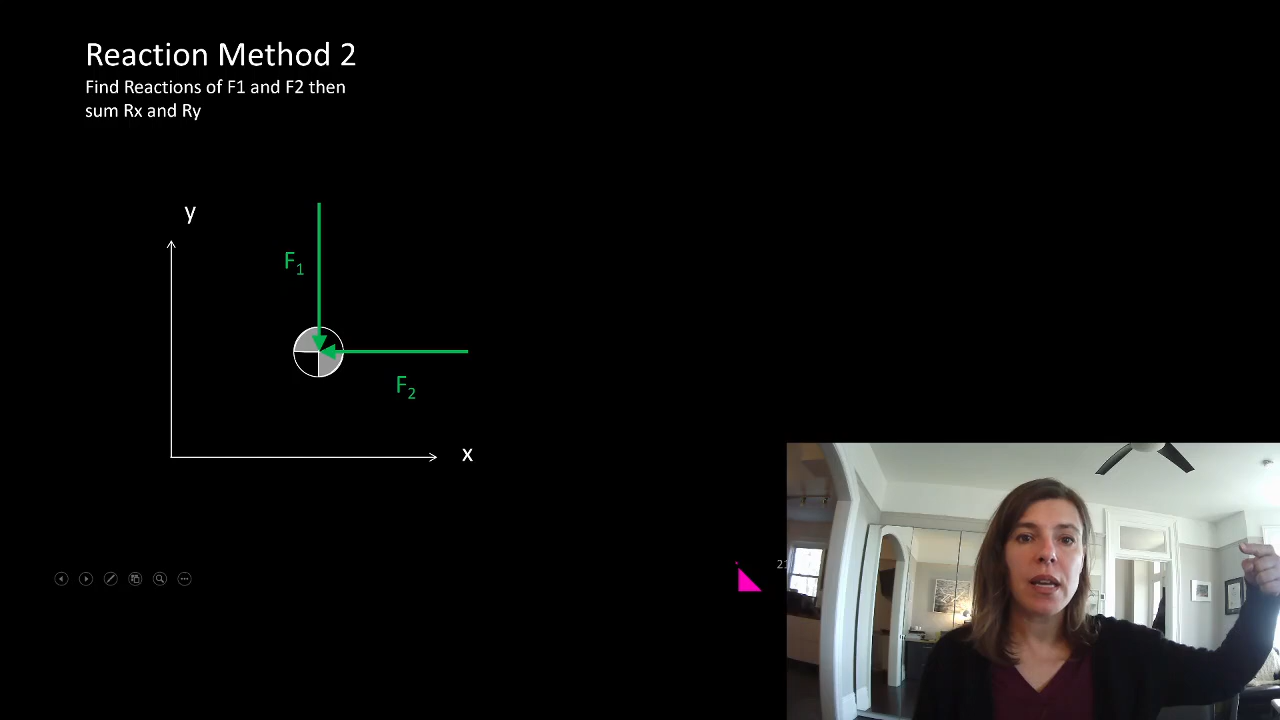 Reaction Method 2
Find Reactions of F1 and F2 then
sum Rx and Ry
y
F₁
F₂
x